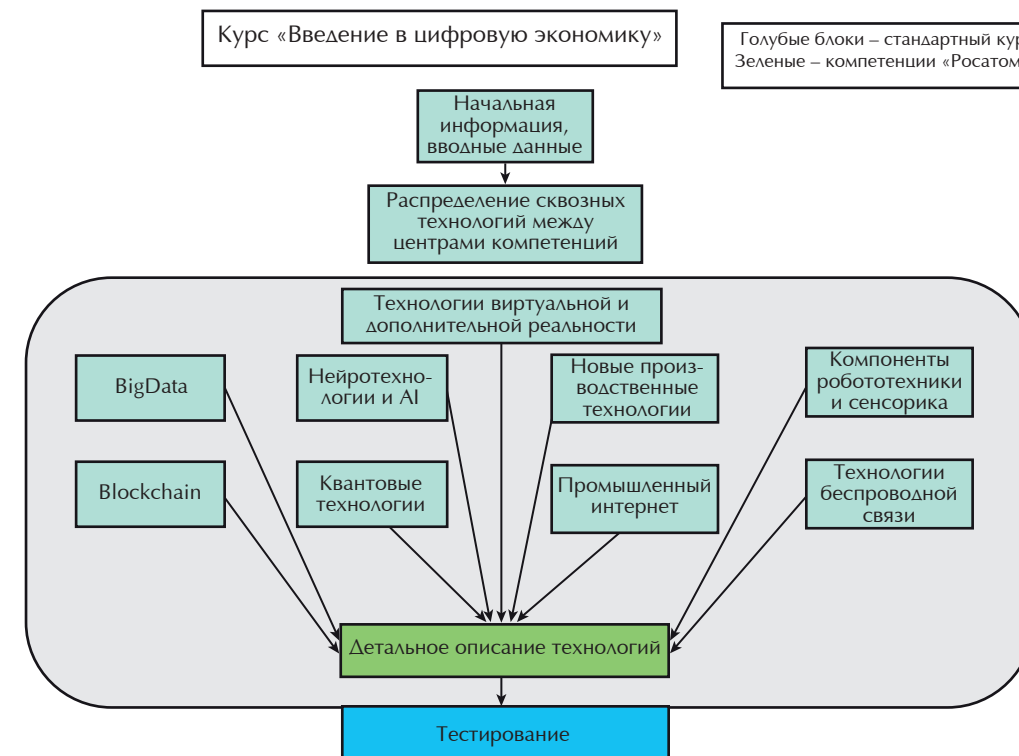 Курс «Введение в цифровую экономику»
Голубые блоки – стандартный кур
Зеленые – компетенции «Росатом
Начальная
информация,
вводные данные
Распределение сквозных
технологий между
центрами компетенций
Технологии виртуальной и
дополнительной реальности
BigData
Нейротехно-
логии и AI
Новые произ-
водственные
технологии
Компоненты
робототехники
и сенсорика
Blockchain
Квантовые
технологии
Промышленный
интернет
Технологии
беспроводной
связи
Детальное описание технологий
Тестирование